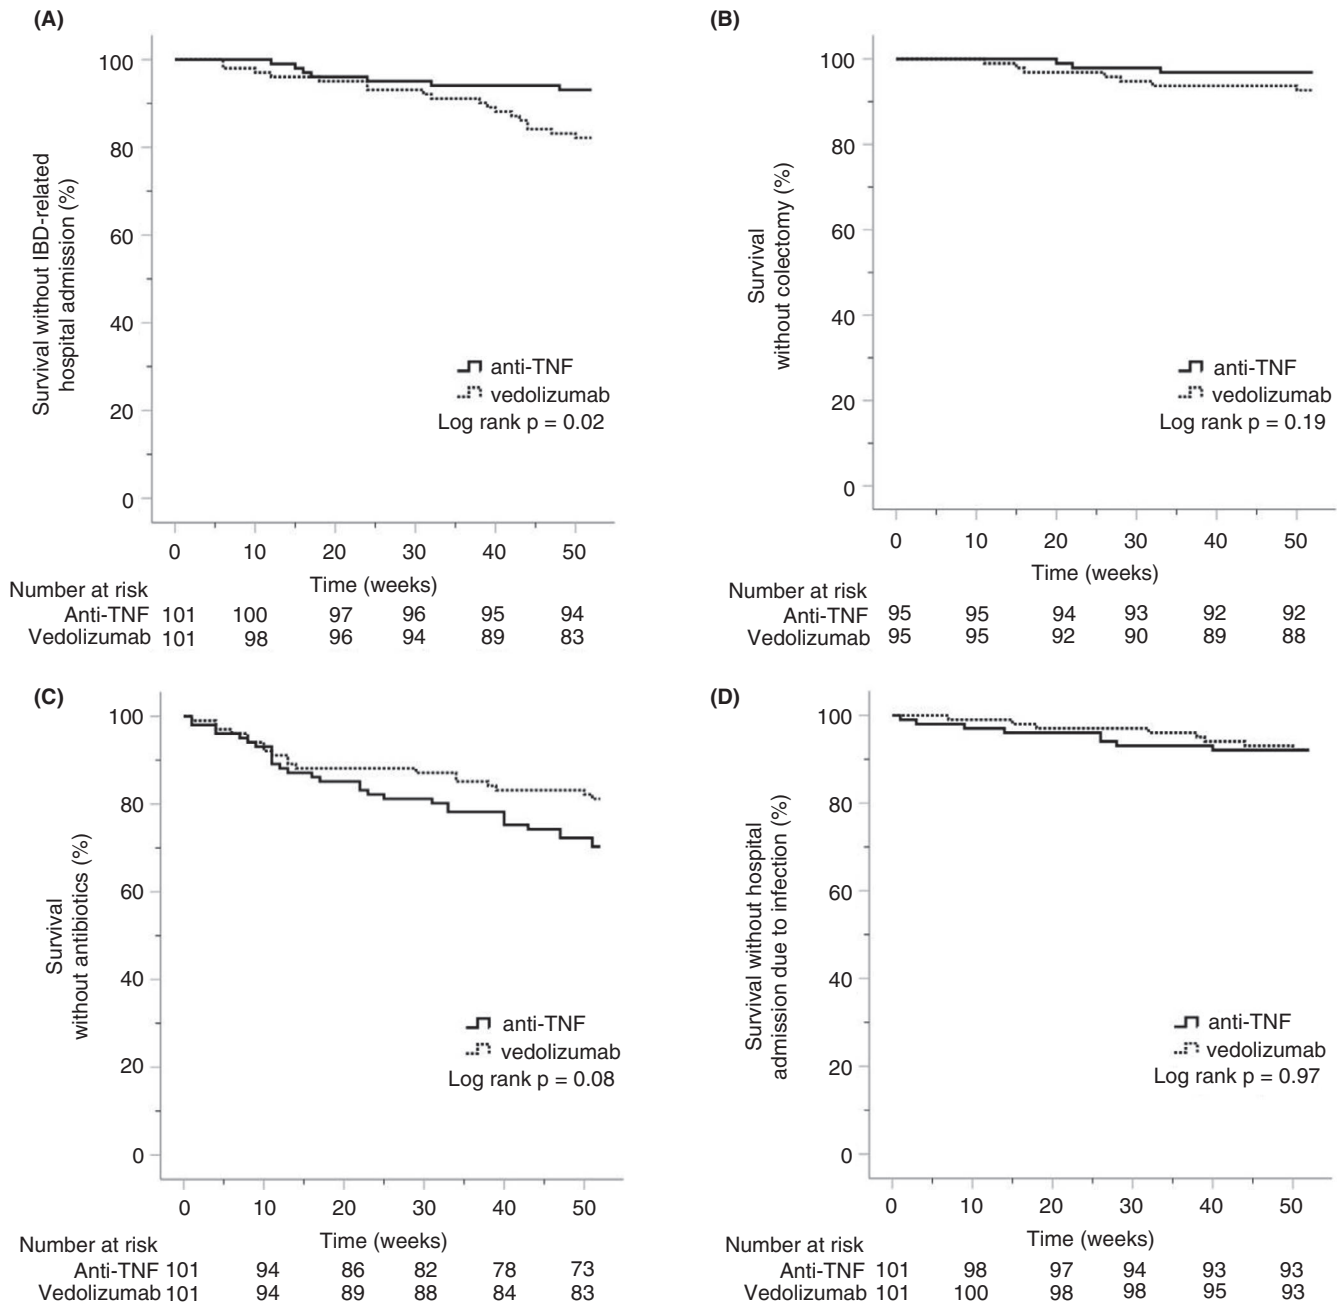 (A)
Survival without IBD-related
hospital admission (%)
100
80
60
40
20
0
anti-TNF
vedolizumab
Log rank p = 0.02
0 10 20 30 40 50
Time (weeks)
Number at risk
Anti-TNF 101 100 97 96 95 94
Vedolizumab 101 98 96 94 89 83
(B)
Survival
without colectomy (%)
100
80
60
40
20
0
anti-TNF
vedolizumab
Log rank p = 0.19
0 10 20 30 40 50
Time (weeks)
Number at risk
Anti-TNF 95 95 94 93 92 92
Vedolizumab 95 95 92 90 89 88
(C)
Survival
without antibiotics (%)
100
80
60
40
20
0
anti-TNF
vedolizumab
Log rank p = 0.08
0 10 20 30 40 50
Time (weeks)
Number at risk
Anti-TNF 101 94 86 82 78 73
Vedolizumab 101 94 89 88 84 83
(D)
Survival without hospital
admission due to infection (%)
100
80
60
40
20
0
anti-TNF
vedolizumab
Log rank p = 0.97
0 10 20 30 40 50
Time (weeks)
Number at risk
Anti-TNF 101 98 97 94 93 93
Vedolizumab 101 100 98 98 95 93